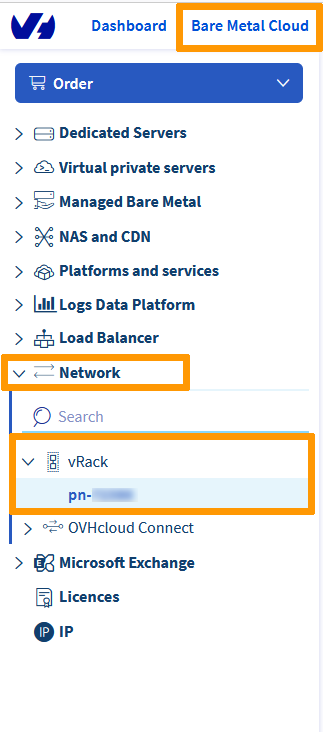 Dashboard Bare Metal Cloud
Order
Dedicated Servers
Virtual private servers
Managed Bare Metal
NAS and CDN
Platforms and services
Logs Data Platform
Load Balancer
Network
Search
vRack
pn-
OVHcloud Connect
Microsoft Exchange
Licences
IP IP